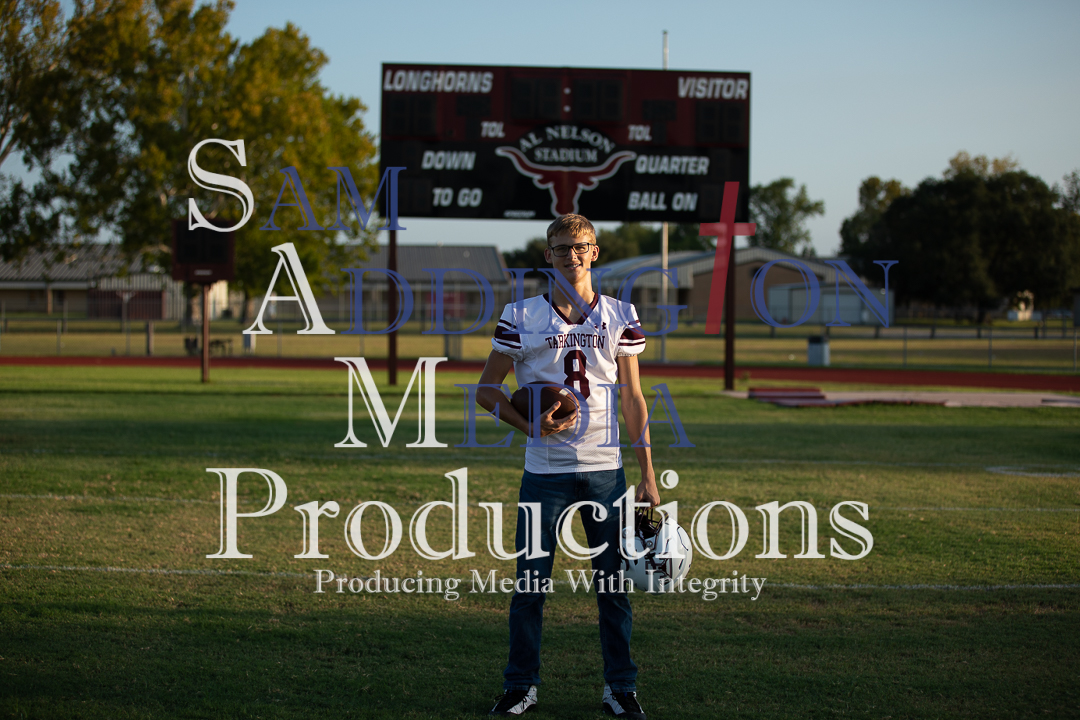 LONGHORNS VISITOR
TOL TOL
AL NELSON
STADIUM
DOWN QUARTER
TO GO BALL ON
SAM
ADDINGTON
MEDIA
Productions
Producing Media With Integrity
TARKINGTON
8